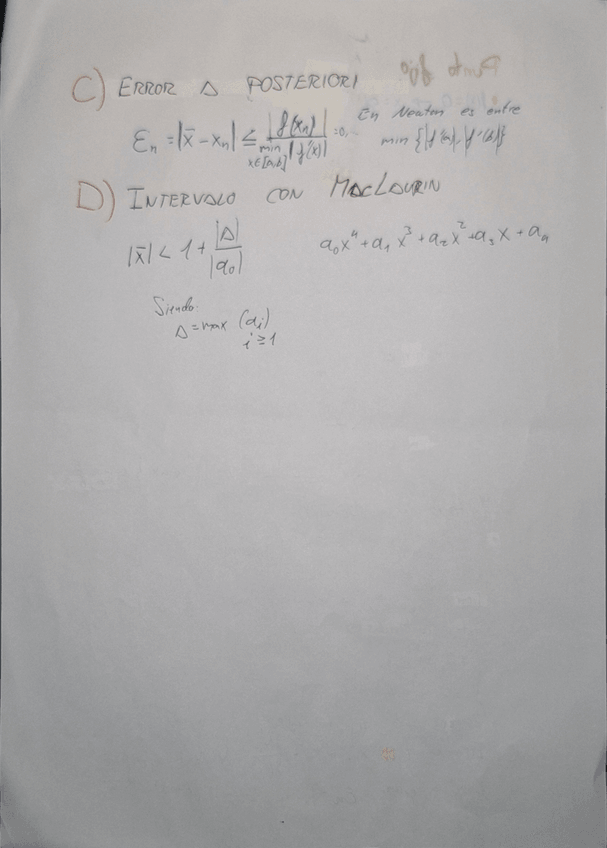 C) ERROR A POSTERIORI
εn = |x̄ - xn| ≤ |f(xn)| / min x∈[a,b] |f'(x)|
En Newton es entre
min {|f'(a)|, |f'(b)|}
D) INTERVALO CON MACLAURIN
|x̄| < 1 + |A| / |a0|
a0x⁴ + a1x³ + a2x² + a3x + a4
Siendo:
A = max (ai)
i ≥ 1